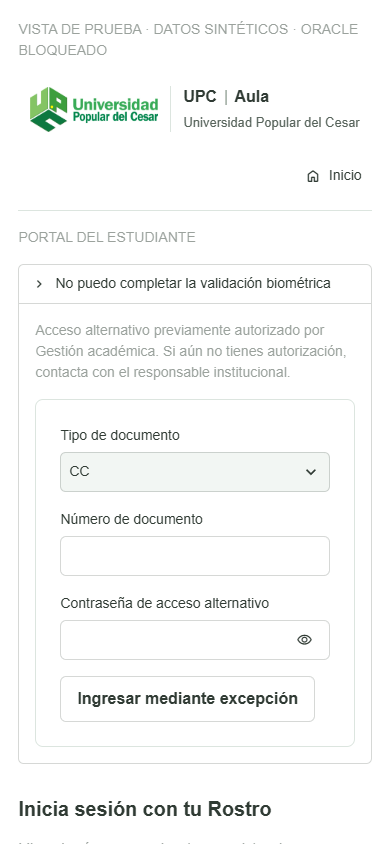 VISTA DE PRUEBA · DATOS SINTÉTICOS · ORACLE
BLOQUEADO
Universidad
Popular del Cesar
UPC | Aula
Universidad Popular del Cesar
Inicio
PORTAL DEL ESTUDIANTE
No puedo completar la validación biométrica
Acceso alternativo previamente autorizado por
Gestión académica. Si aún no tienes autorización,
contacta con el responsable institucional.
Tipo de documento
CC
Número de documento
Contraseña de acceso alternativo
Ingresar mediante excepción
Inicia sesión con tu Rostro